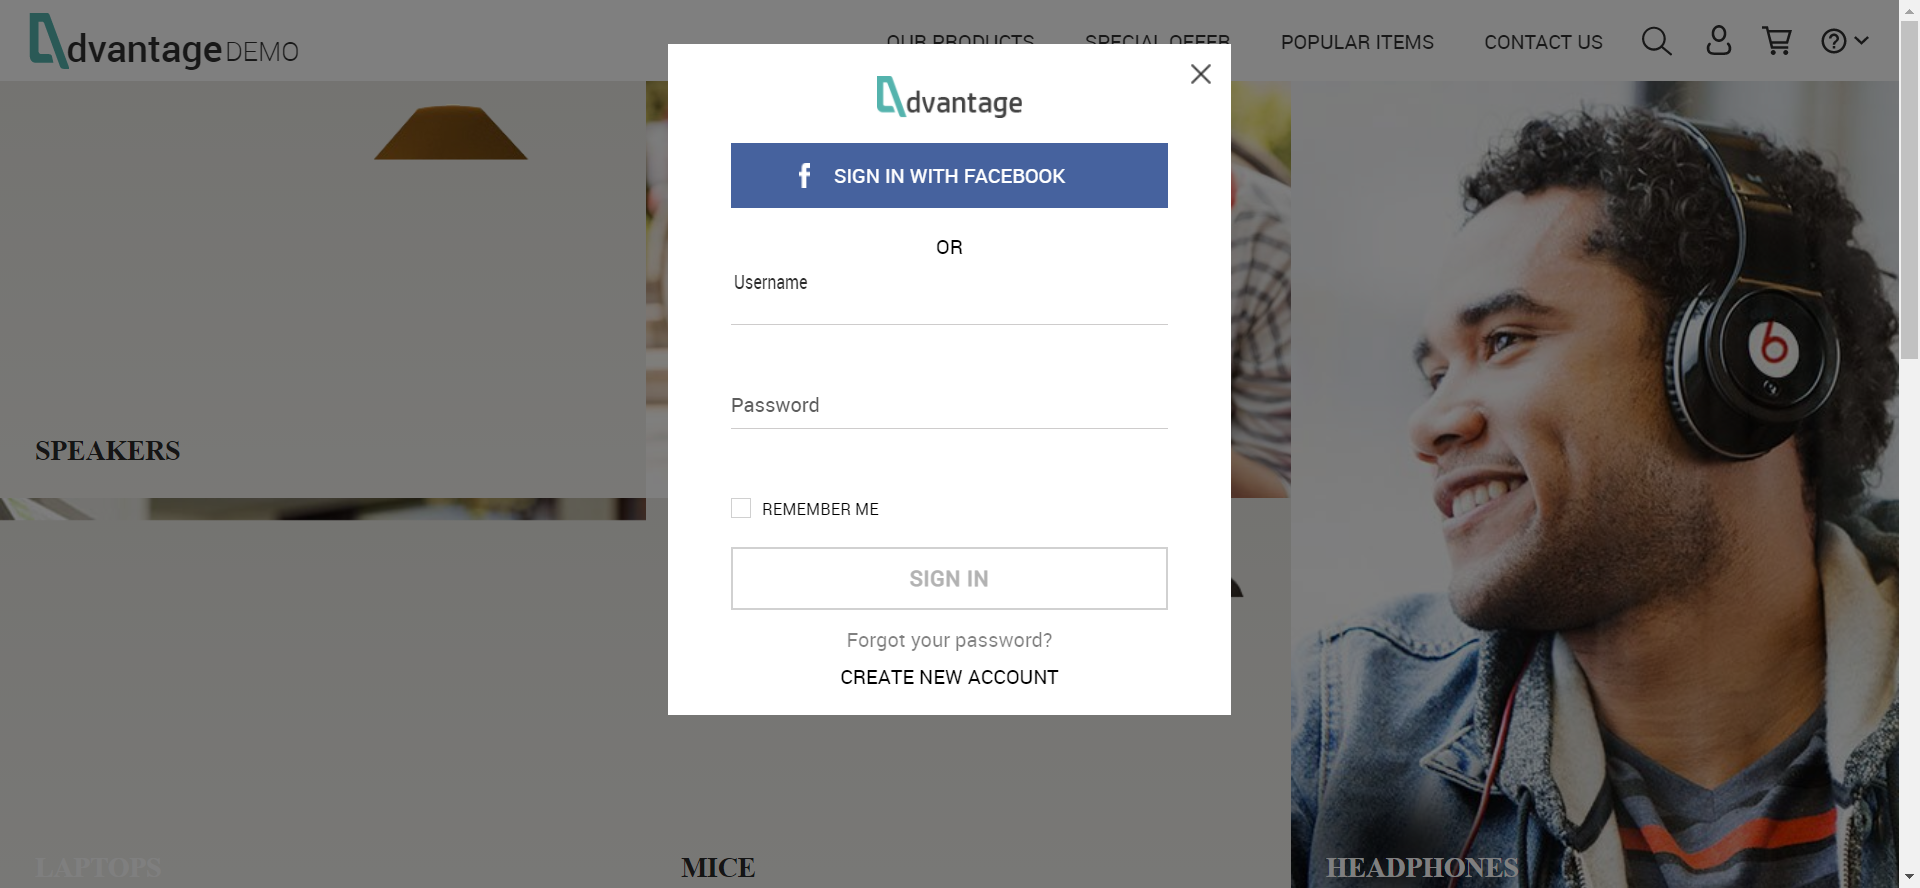 dvantage DEMO
OUR PRODUCTS SPECIAL OFFER POPULAR ITEMS CONTACT US
dvantage
SIGN IN WITH FACEBOOK
OR
Username
Password
SPEAKERS
REMEMBER ME
SIGN IN
Forgot your password?
CREATE NEW ACCOUNT
LAPTOPS
MICE
HEADPHONES